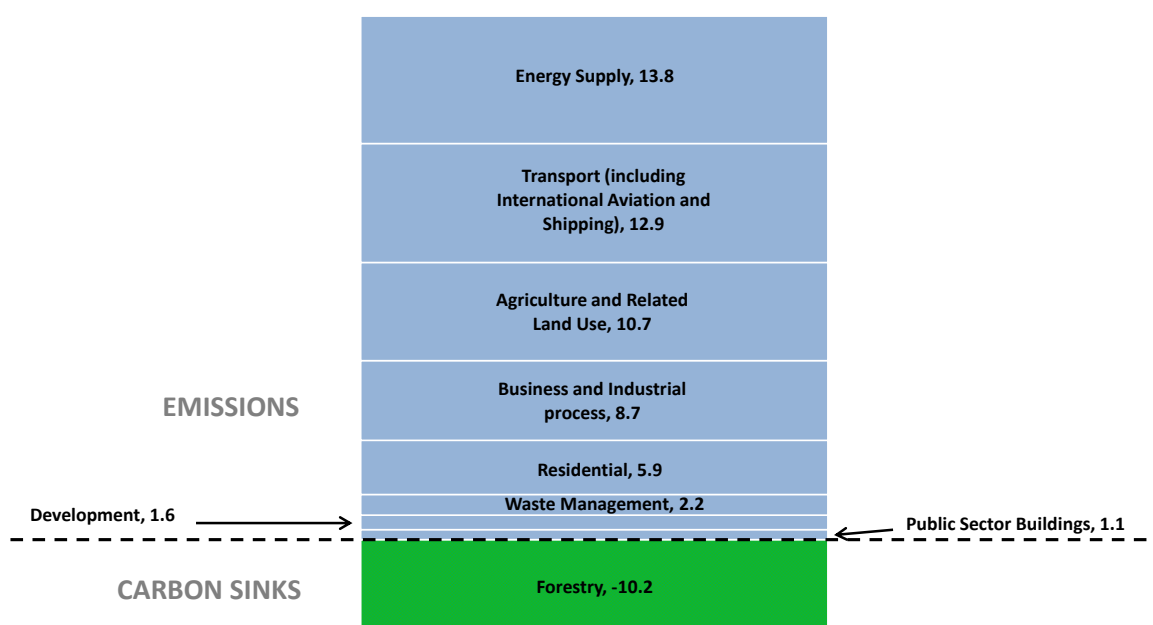 Energy Supply, 13.8
Transport (including
International Aviation and
Shipping), 12.9
Agriculture and Related
Land Use, 10.7
Business and Industrial
process, 8.7
EMISSIONS
Residential, 5.9
Waste Management, 2.2
Development, 1.6
Public Sector Buildings, 1.1
CARBON SINKS
Forestry, -10.2